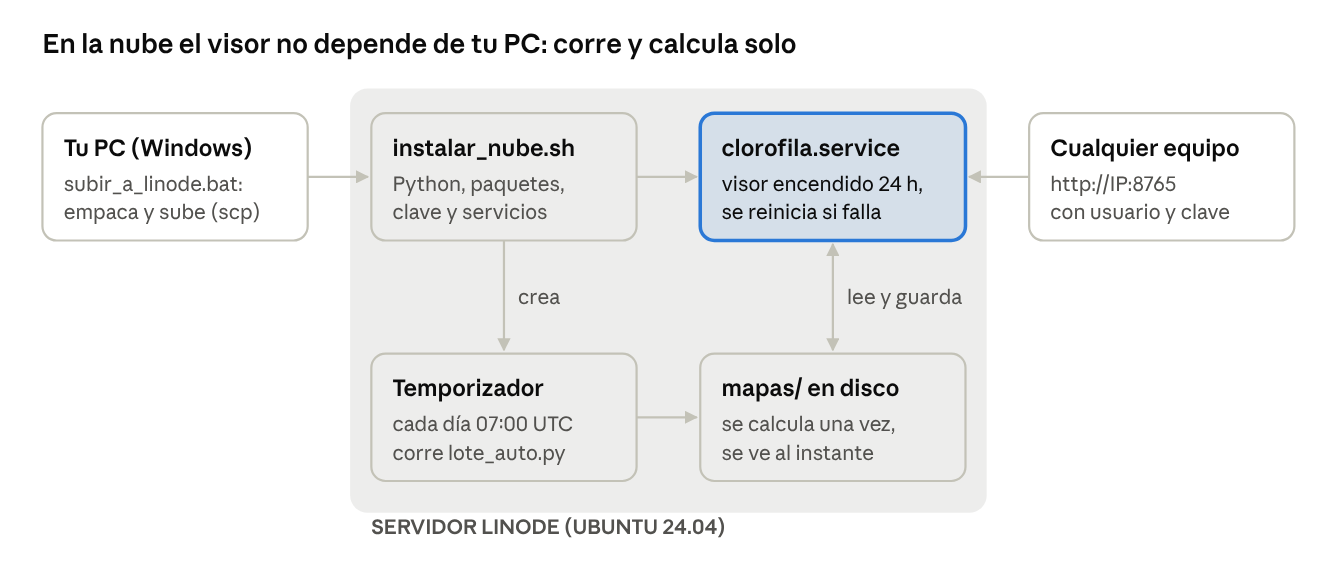 En la nube el visor no depende de tu PC: corre y calcula solo
Tu PC (Windows)
subir_a_linode.bat:
empaca y sube (scp)
instalar_nube.sh
Python, paquetes,
clave y servicios
clorofila.service
visor encendido 24 h,
se reinicia si falla
Cualquier equipo
http://IP:8765
con usuario y clave
crea
lee y guarda
Temporizador
cada día 07:00 UTC
corre lote_auto.py
mapas/ en disco
se calcula una vez,
se ve al instante
SERVIDOR LINODE (UBUNTU 24.04)